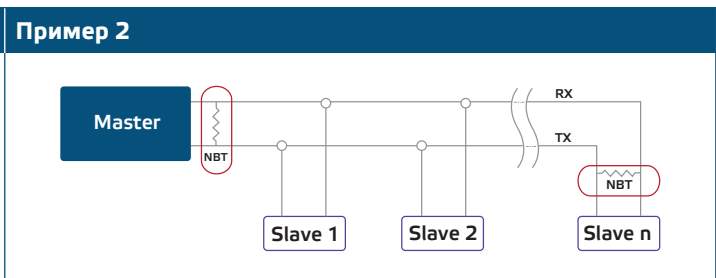 Пример 2
RX
Master
TX
NBT
NBT
Slave 1
Slave 2
Slave n